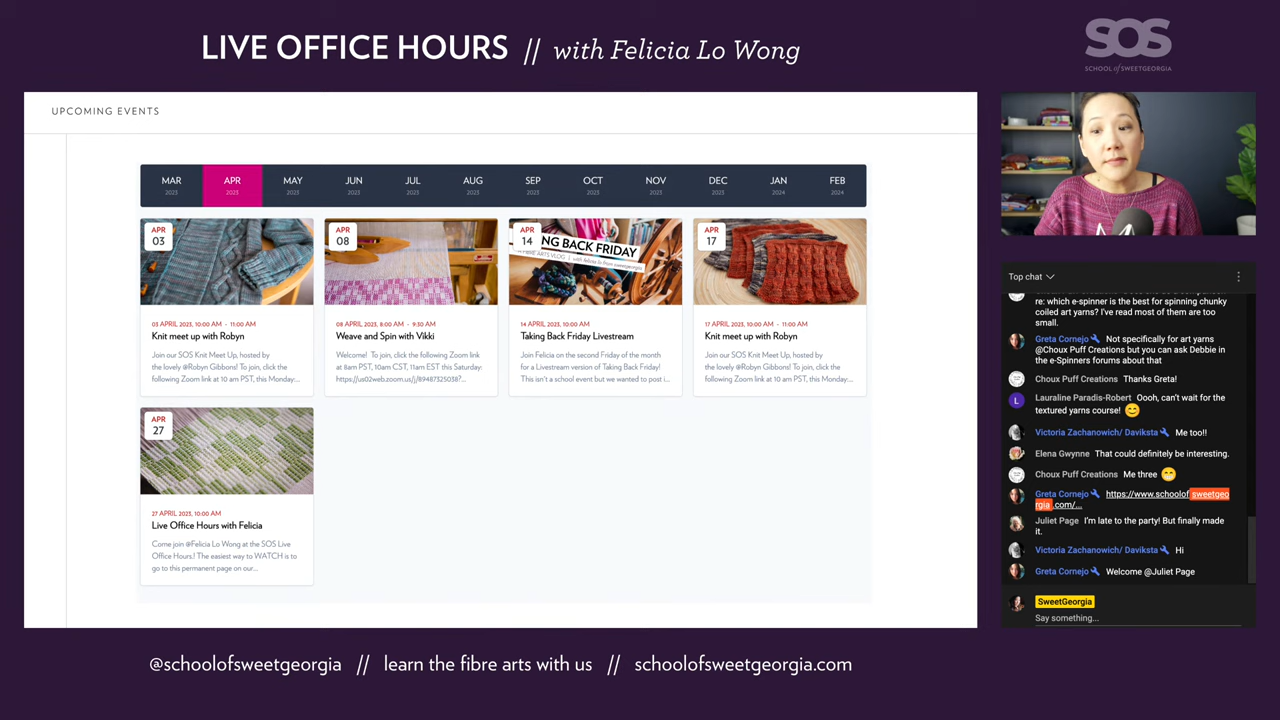 LIVE OFFICE HOURS // with Felicia Lo Wong
SOS
SCHOOL of SWEETGEORGIA
UPCOMING EVENTS
MAR APR MAY JUN JUL AUG SEP OCT NOV DEC JAN FEB
2023 2023 2023 2023 2023 2023 2023 2023 2023 2023 2024 2024
APR
03
03 APRIL 2023, 10:00 AM - 11:00 AM
Knit meet up with Robyn
Join our SOS Knit Meet Up, hosted by
the lovely @Robyn Gibbons! To join, click the
following Zoom link at 10 am PST, this Monday:...
APR
08
08 APRIL 2023, 8:00 AM - 9:30 AM
Weave and Spin with Vikki
Welcome! To join, click the following Zoom link
at 8am PST, 10am CST, 11am EST this Saturday:
https://us02web.zoom.us/j/89487325038?...
APR
14
NG BACK FRIDAY
14 APRIL 2023, 10:00 AM
Taking Back Friday Livestream
Join Felicia on the second Friday of the month
for a Livestream version of Taking Back Friday!
This isn't a school event but we wanted to post i...
APR
17
17 APRIL 2023, 10:00 AM - 11:00 AM
Knit meet up with Robyn
Join our SOS Knit Meet Up, hosted by
the lovely @Robyn Gibbons! To join, click the
following Zoom link at 10 am PST, this Monday:...
APR
27
27 APRIL 2023, 10:00 AM
Live Office Hours with Felicia
Come join @Felicia Lo Wong at the SOS Live
Office Hours! The easiest way to WATCH is to
go to this permanent page on our...
Top chat
re: which e-spinner is the best for spinning chunky
coiled art yarns? I've read most of them are too
small.
Greta Cornejo Not specifically for art yarns
@Choux Puff Creations but you can ask Debbie in
the e-Spinners forums about that
Choux Puff Creations Thanks Greta!
L
Lauraline Paradis-Robert Oooh, can't wait for the
textured yarns course!
Victoria Zachanowich/ Daviksta Me too!!
Elena Gwynne That could definitely be interesting.
Choux Puff Creations Me three
Greta Cornejo https://www.schoolofsweetgeo
rgia.com/...
Juliet Page I'm late to the party! But finally made
it.
Victoria Zachanowich/ Daviksta Hi
Greta Cornejo Welcome @Juliet Page
SweetGeorgia
Say something...
@schoolofsweetgeorgia // learn the fibre arts with us // schoolofsweetgeorgia.com